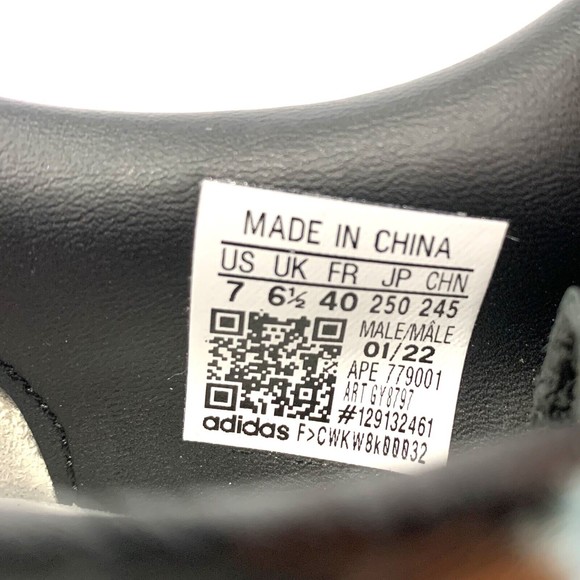 MADE IN CHINA
US UK FR JP CHN
7 6½ 40 250 245
MALE/MÂLE
01/22
APE 779001
ART GY8797
#129132461
adidas F>CWKW8k00032